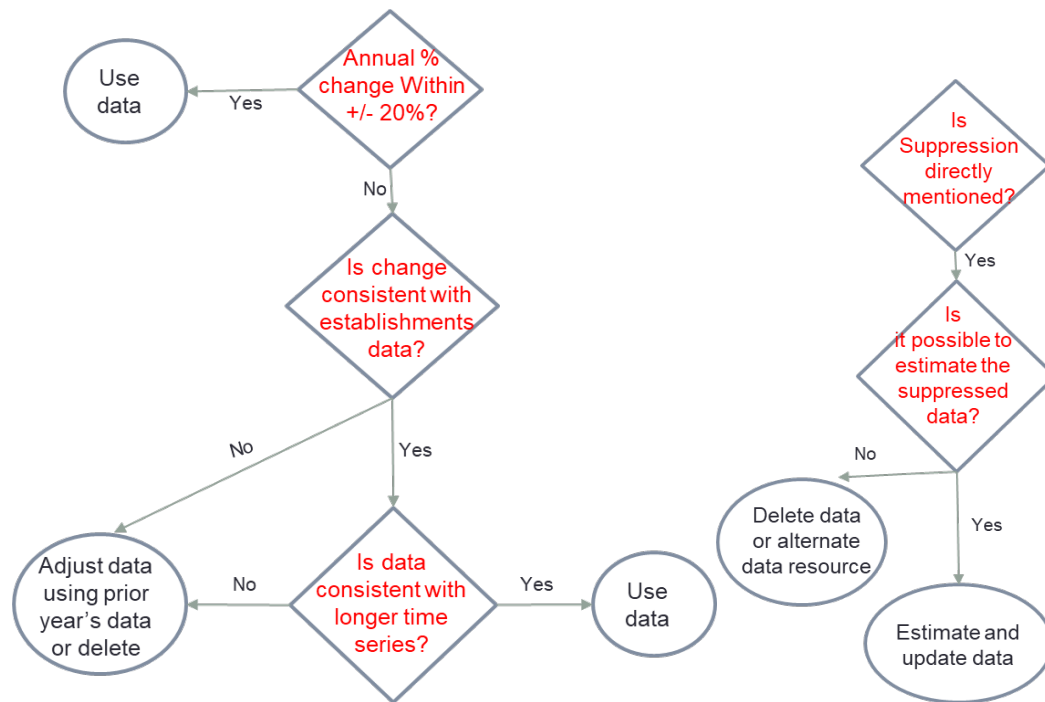 Annual %
change Within
+/- 20%?
Use
data
Yes
No
Is change
consistent with
establishments
data?
No
Yes
Adjust data
using prior
year's data
or delete
No
Is data
consistent with
longer time
series?
Yes
Use
data
Is
Suppression
directly
mentioned?
Yes
Is
it possible to
estimate the
suppressed
data?
No
Delete data
or alternate
data resource
Yes
Estimate and
update data